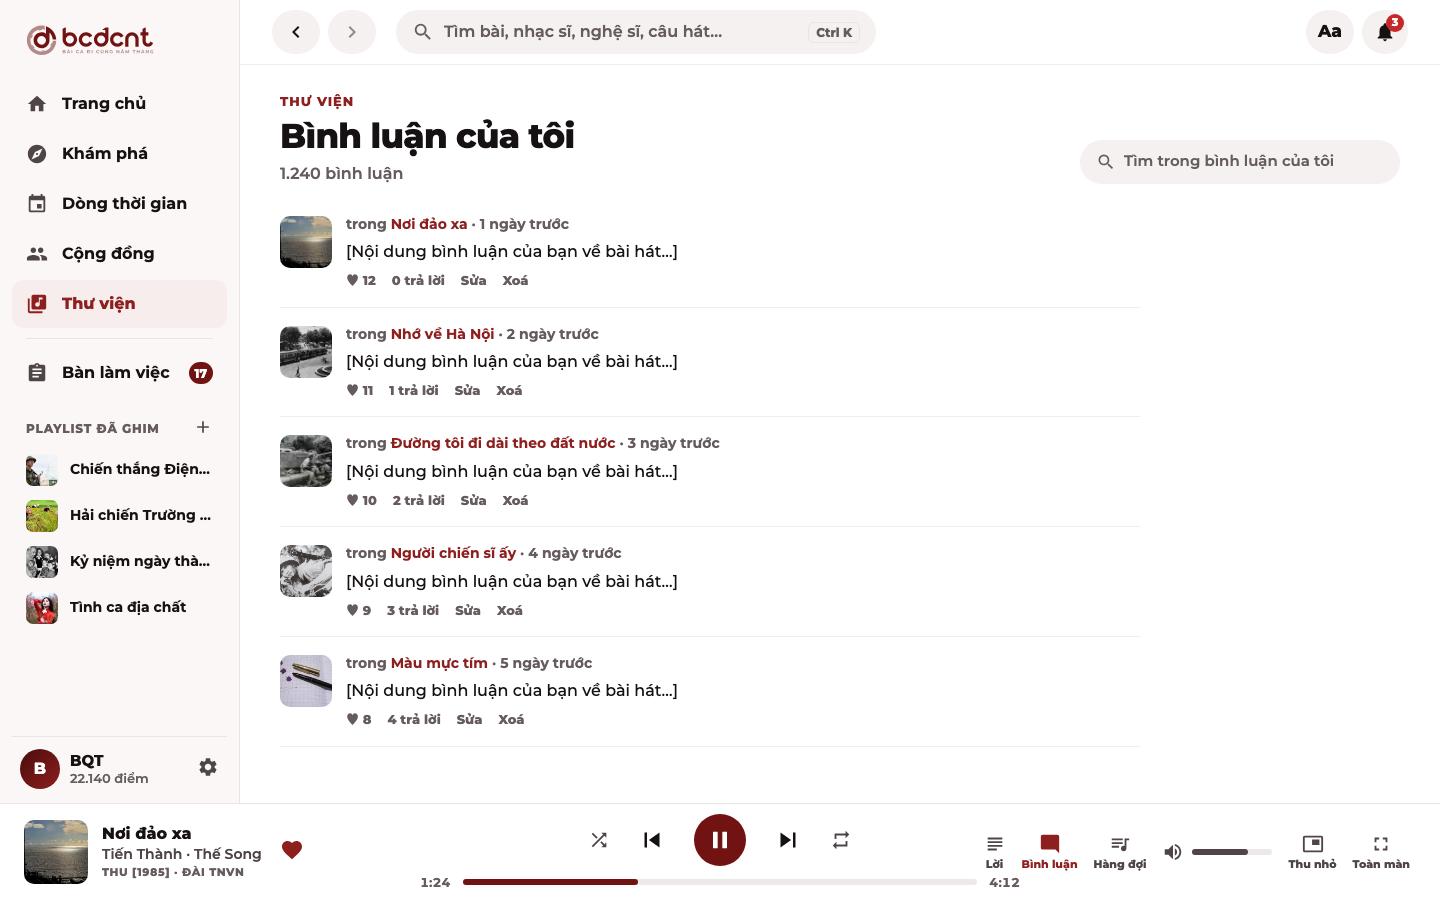 bcdcnt
BÀI CA ĐI CÙNG NĂM THÁNG
Trang chủ
Khám phá
Dòng thời gian
Cộng đồng
Thư viện
Bàn làm việc 17
PLAYLIST ĐÃ GHIM
Chiến thắng Điện...
Hải chiến Trường ...
Kỷ niệm ngày thà...
Tình ca địa chất
B
BQT
22.140 điểm
Tìm bài, nhạc sĩ, nghệ sĩ, câu hát... Ctrl K
Aa 3
THƯ VIỆN
Bình luận của tôi
1.240 bình luận
Tìm trong bình luận của tôi
trong Nơi đảo xa · 1 ngày trước
[Nội dung bình luận của bạn về bài hát...]
12 0 trả lời Sửa Xoá
trong Nhớ về Hà Nội · 2 ngày trước
[Nội dung bình luận của bạn về bài hát...]
11 1 trả lời Sửa Xoá
trong Đường tôi đi dài theo đất nước · 3 ngày trước
[Nội dung bình luận của bạn về bài hát...]
10 2 trả lời Sửa Xoá
trong Người chiến sĩ ấy · 4 ngày trước
[Nội dung bình luận của bạn về bài hát...]
9 3 trả lời Sửa Xoá
trong Màu mực tím · 5 ngày trước
[Nội dung bình luận của bạn về bài hát...]
8 4 trả lời Sửa Xoá
Nơi đảo xa
Tiến Thành · Thế Song
THU [1985] · ĐÀI TNVN
1:24 4:12
Lời Bình luận Hàng đợi Thu nhỏ Toàn màn